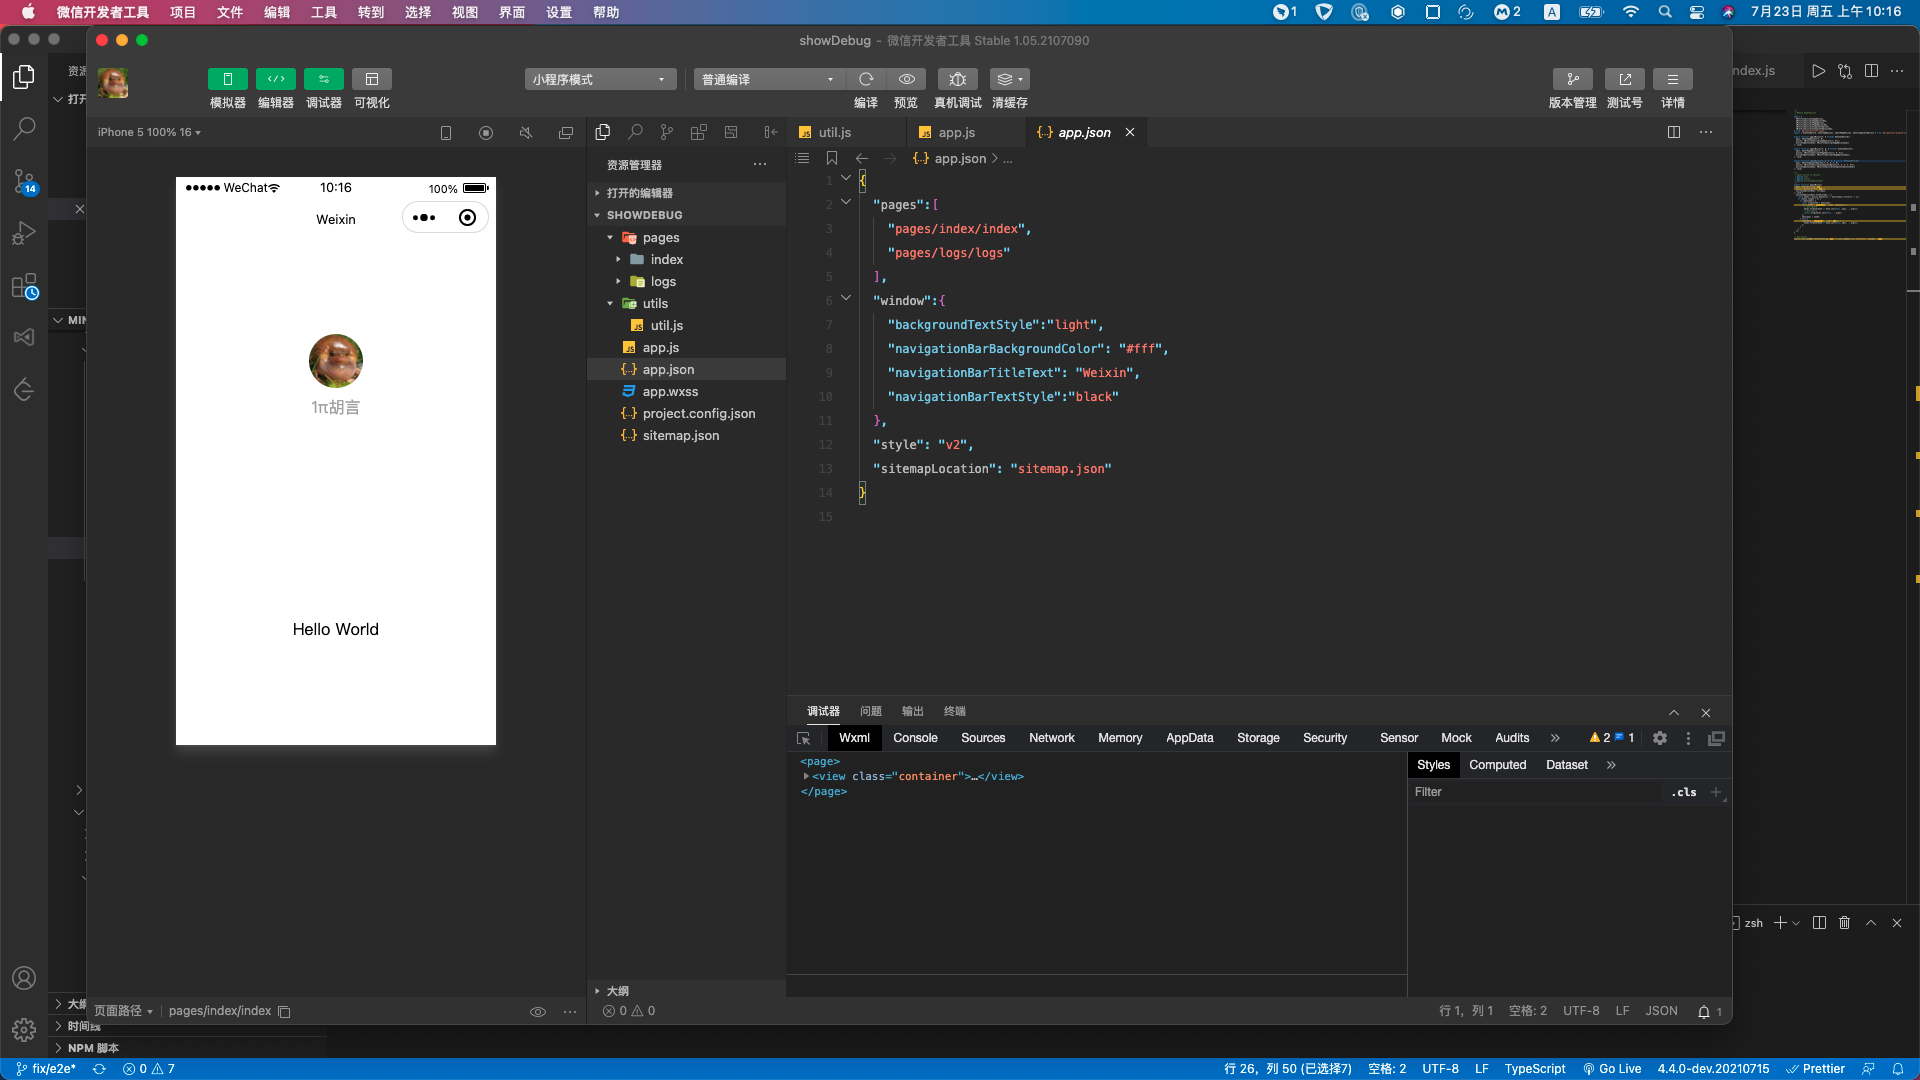 微信开发者工具 项目 文件 编辑 工具 转到 选择 视图 界面 设置 帮助 1 2 A 7月23日 周五 上午10:16
showDebug - 微信开发者工具 Stable 1.05.2107090
小程序模式 普通编译
模拟器 编辑器 调试器 可视化 编译 预览 真机调试 清缓存 版本管理 测试号 详情
iPhone 5 100% 16
WeChat 10:16 100%
Weixin
1π胡言
Hello World
页面路径 pages/index/index
资源管理器
打开的编辑器
SHOWDEBUG
pages
index
logs
utils
util.js
app.js
app.json
app.wxss
project.config.json
sitemap.json
大纲
0 0
util.js app.js app.json
app.json > ...
1 {
2 "pages":[
3 "pages/index/index",
4 "pages/logs/logs"
5 ],
6 "window":{
7 "backgroundTextStyle":"light",
8 "navigationBarBackgroundColor": "#fff",
9 "navigationBarTitleText": "Weixin",
10 "navigationBarTextStyle":"black"
11 },
12 "style": "v2",
13 "sitemapLocation": "sitemap.json"
14 }
15
调试器 问题 输出 终端
Wxml Console Sources Network Memory AppData Storage Security Sensor Mock Audits 2 1
<page>
<view class="container">…</view>
</page>
Styles Computed Dataset
Filter .cls
行 1，列 1 空格: 2 UTF-8 LF JSON 1
ndex.js
资源
打开
14
MIN
zsh
大纲
时间线
NPM 脚本
fix/e2e* 0 7 行 26，列 50 (已选择7) 空格: 2 UTF-8 LF TypeScript Go Live 4.4.0-dev.20210715 Prettier